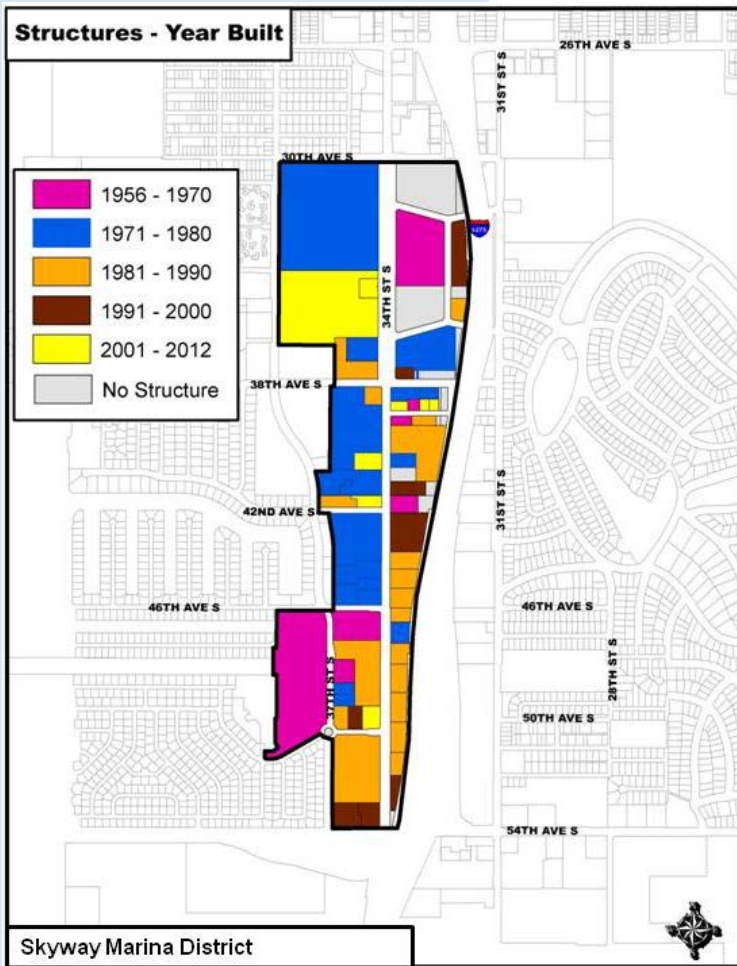 Structures - Year Built
26TH AVE S
31ST ST S
30TH AVE S
1956 - 1970
1971 - 1980
1981 - 1990
1991 - 2000
2001 - 2012
No Structure
34TH ST S
38TH AVE S
42ND AVE S
31ST ST S
46TH AVE S
46TH AVE S
28TH ST S
37TH ST S
50TH AVE S
54TH AVE S
Skyway Marina District